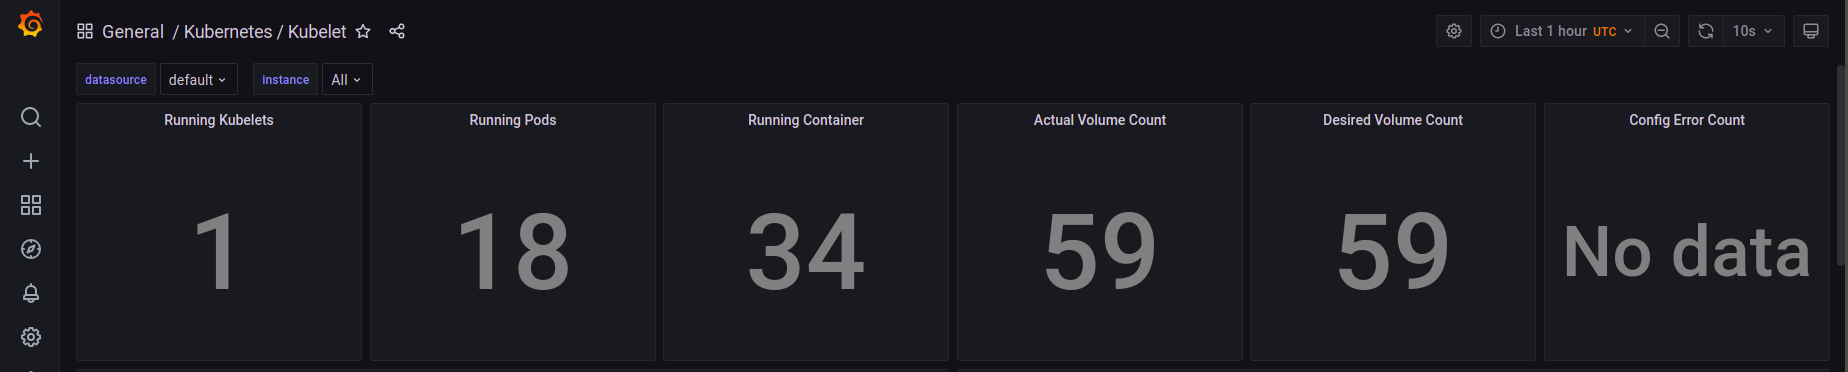 General / Kubernetes / Kubelet
Last 1 hour UTC
10s
datasource default instance All
Running Kubelets
1
Running Pods
18
Running Container
34
Actual Volume Count
59
Desired Volume Count
59
Config Error Count
No data